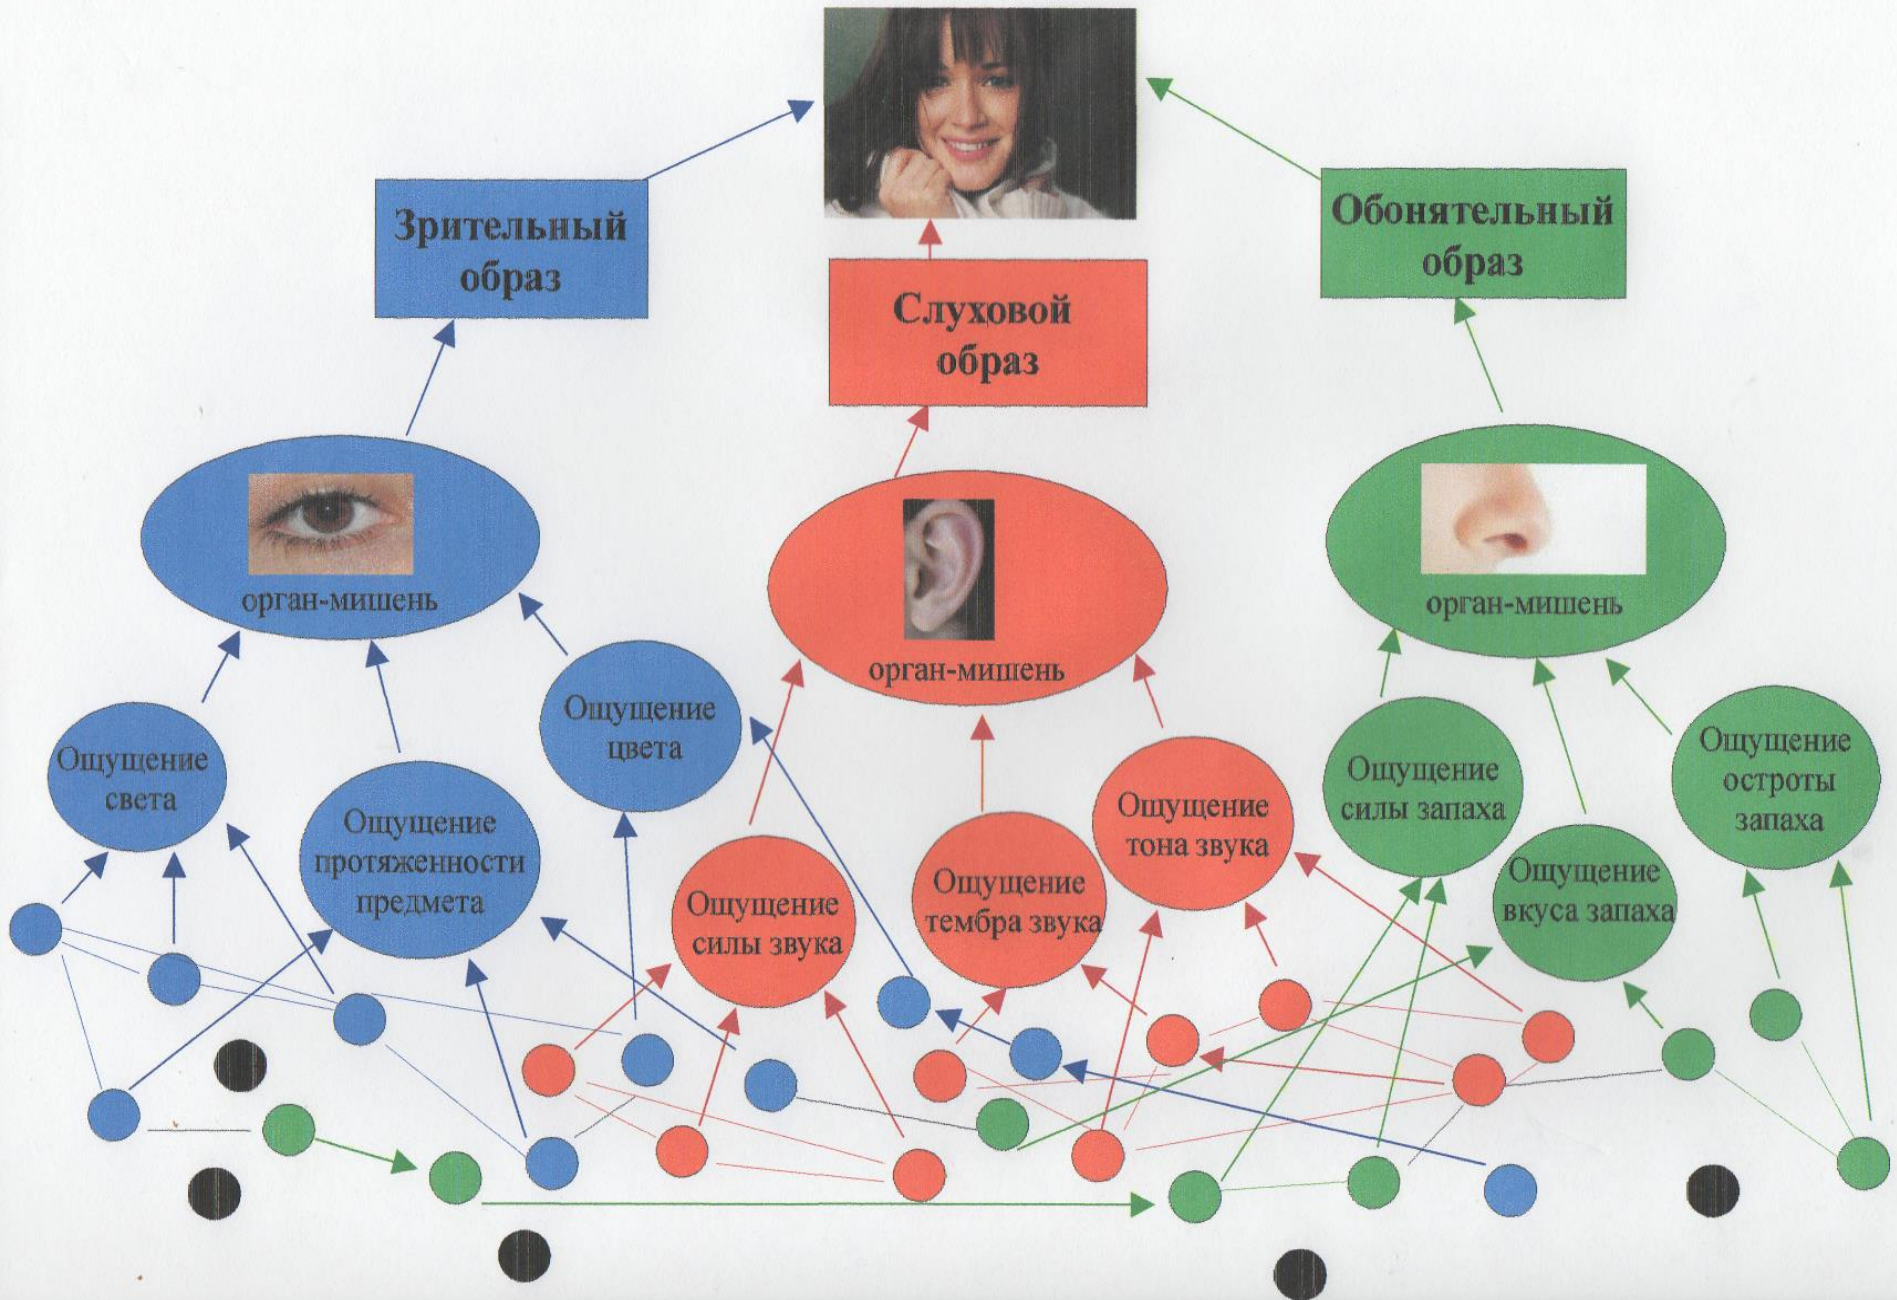 Зрительный
образ
Слуховой
образ
Обонятельный
образ
орган-мишень
орган-мишень
орган-мишень
Ощущение
света
Ощущение
протяженности
предмета
Ощущение
цвета
Ощущение
силы звука
Ощущение
тембра звука
Ощущение
тона звука
Ощущение
силы запаха
Ощущение
вкуса запаха
Ощущение
остроты
запаха